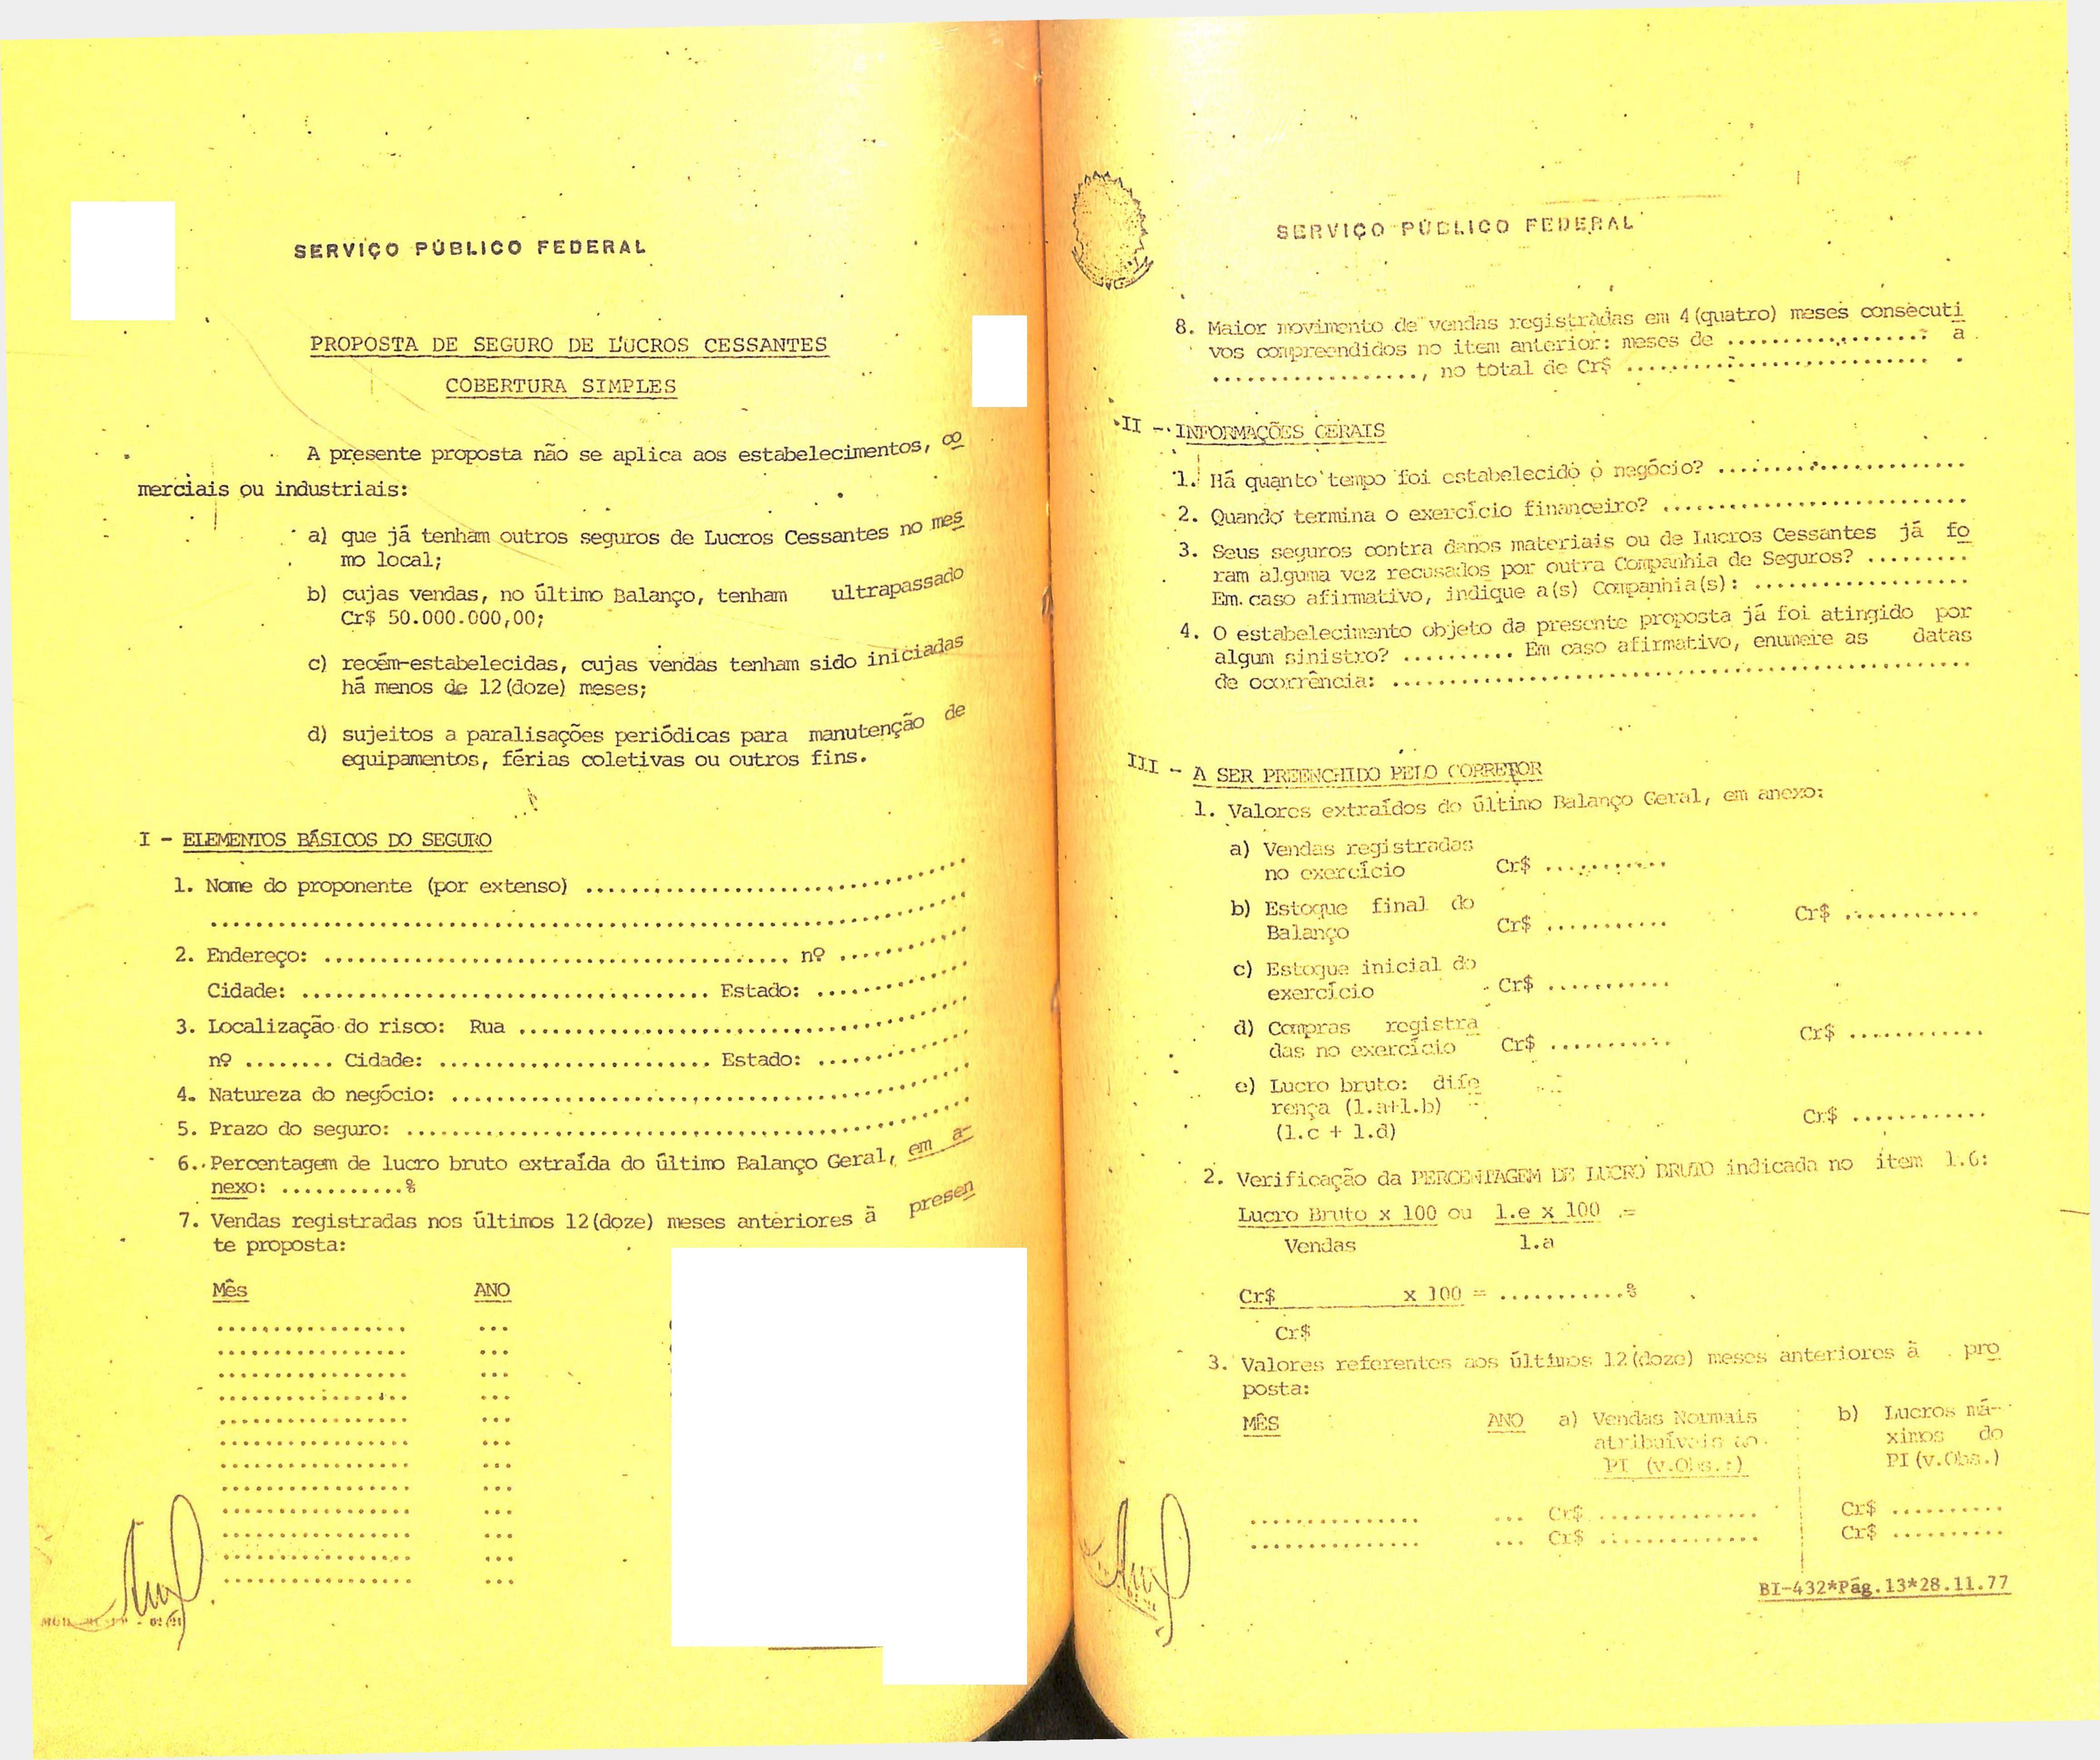 SERVIÇO PÚBLICO FEDERAL
PROPOSTA DE SEGURO DE LUCROS CESSANTES
COBERTURA SIMPLES
A presente proposta não se aplica aos estabelecimentos, co
merciais ou industriais:
a) que já tenham outros seguros de Lucros Cessantes no mes
mo local;
b) cujas vendas, no último Balanço, tenham ultrapassado
Cr$ 50.000.000,00;
c) recém-estabelecidas, cujas vendas tenham sido iniciadas
há menos de 12(doze) meses;
d) sujeitos a paralisações periódicas para manutenção de
equipamentos, férias coletivas ou outros fins.
I - ELEMENTOS BÁSICOS DO SEGURO
1. Nome do proponente (por extenso) ..................................
..................................................................
2. Endereço: ......................................... nº ............
Cidade: .................................... Estado: ..............
3. Localização do risco: Rua ........................................
nº ........ Cidade: ........................ Estado: ..............
4. Natureza do negócio: ..............................................
5. Prazo do seguro: ..................................................
6. Percentagem de lucro bruto extraída do último Balanço Geral, em a-
nexo: ...........%
7. Vendas registradas nos últimos 12(doze) meses anteriores à presen
te proposta:
Mês ANO
................. ...
................. ...
................. ...
................. ...
................. ...
................. ...
................. ...
................. ...
................. ...
................. ...
................. ...
................. ...
SERVIÇO PÚBLICO FEDERAL
8. Maior movimento de vendas registradas em 4(quatro) meses consecuti
vos compreendidos no item anterior: meses de .................. a
.................., no total de Cr$ ...........................
II - INFORMAÇÕES GERAIS
1. Há quanto tempo foi estabelecido o negócio? ......................
2. Quando termina o exercício financeiro? ...........................
3. Seus seguros contra danos materiais ou de Lucros Cessantes já fo
ram alguma vez recusados por outra Companhia de Seguros? .........
Em caso afirmativo, indique a(s) Companhia(s): ...................
4. O estabelecimento objeto da presente proposta já foi atingido por
algum sinistro? .......... Em caso afirmativo, enumere as datas
de ocorrência: ...................................................
III - A SER PREENCHIDO PELO CORRETOR
1. Valores extraídos do último Balanço Geral, em anexo:
a) Vendas registradas
no exercício Cr$ ...........
b) Estoque final do
Balanço Cr$ ........... Cr$ ............
c) Estoque inicial do
exercício Cr$ ...........
d) Compras registra
das no exercício Cr$ ........... Cr$ ............
e) Lucro bruto: dife
rença (1.a+1.b) -
(1.c + 1.d) Cr$ ............
2. Verificação da PERCENTAGEM DE LUCRO BRUTO indicada no item 1.6:
Lucro Bruto x 100 ou 1.e x 100 =
Vendas 1.a
Cr$ x 100 = ...........%
Cr$
3. Valores referentes aos últimos 12(doze) meses anteriores à pro
posta:
MÊS ANO a) Vendas Normais b) Lucros má-
atribuíveis ao ximos do
PI (v.Obs.:) PI(v.Obs.)
............... ... Cr$ .............. Cr$ ..........
............... ... Cr$ .............. Cr$ ..........
BI-432*Pág.13*28.11.77